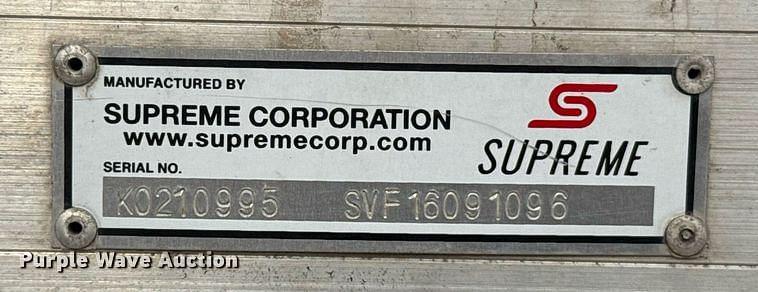 MANUFACTURED BY
SUPREME CORPORATION
www.supremecorp.com
SUPREME
SERIAL NO.
K0210995 SVF16091096
Purple Wave Auction